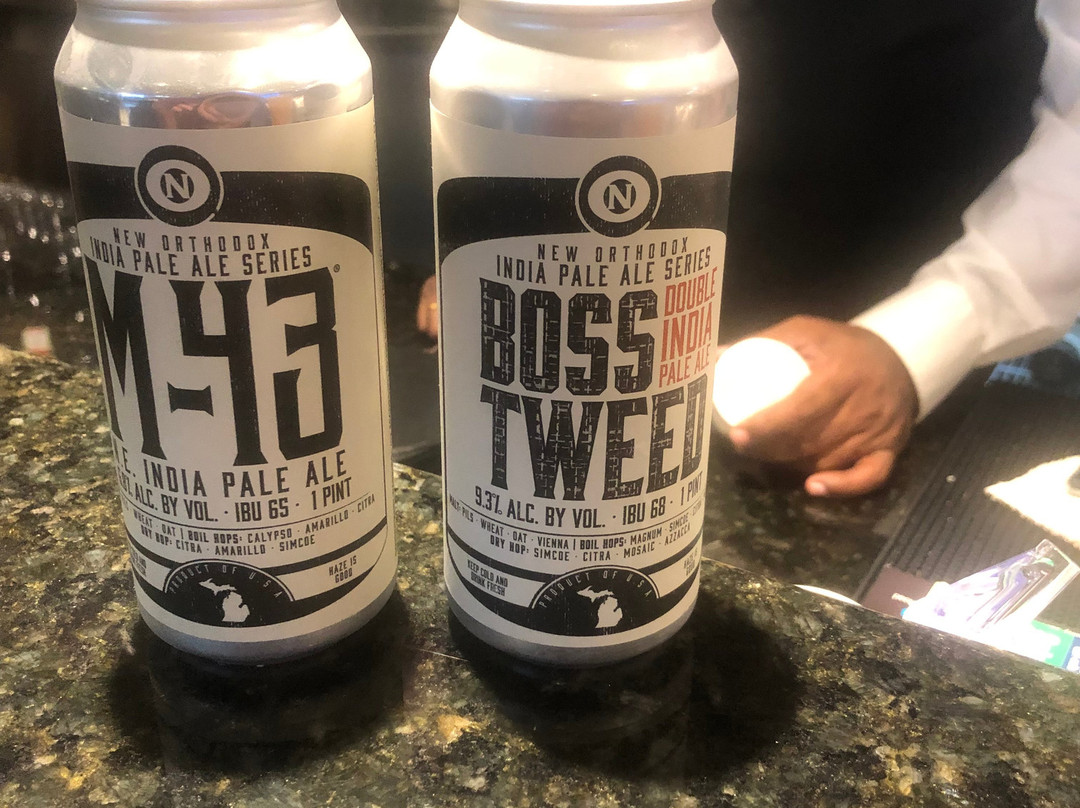 N
NEW ORTHODOX
INDIA PALE ALE SERIES
M-43®
.E. INDIA PALE ALE
.8% ALC. BY VOL. · IBU 65 · 1 PINT
WHEAT · OAT | BOIL HOPS: CALYPSO · AMARILLO · CITRA
DRY HOP: CITRA · AMARILLO · SIMCOE
HAZE IS
GOOD
PRODUCT OF U.S.A
N
NEW ORTHODOX
INDIA PALE ALE SERIES
BOSS
DOUBLE
INDIA
PALE ALE
TWEED
9.3% ALC. BY VOL. · IBU 68 · 1 PINT
MALT: PILS · WHEAT · OAT · VIENNA | BOIL HOPS: MAGNUM · SIMCOE
DRY HOP: SIMCOE · CITRA · MOSAIC · AZZACCA
KEEP COLD AND
DRINK FRESH
PRODUCT OF U.S.A